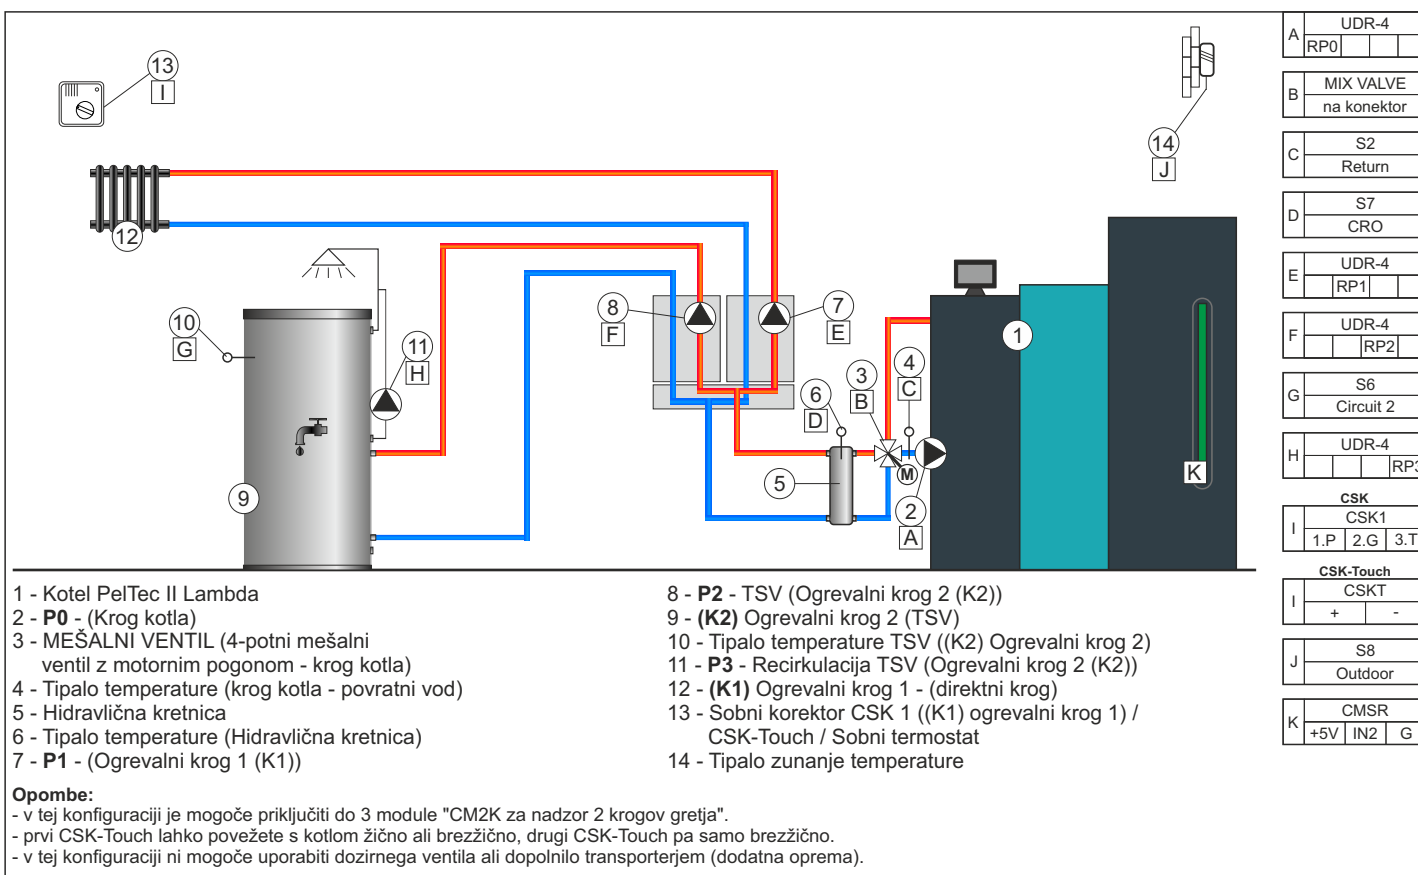 13
I
14
J
12
10
G
11
H
8
F
7
E
1
3
B
4
C
6
D
5
M
2
A
9
K
A
UDR-4
RP0
B
MIX VALVE
na konektor
C
S2
Return
D
S7
CRO
E
UDR-4
RP1
F
UDR-4
RP2
G
S6
Circuit 2
H
UDR-4
RP3
CSK
I
CSK1
1.P 2.G 3.T
CSK-Touch
I
CSKT
+ -
J
S8
Outdoor
K
CMSR
+5V IN2 G
1 - Kotel PelTec II Lambda
2 - P0 - (Krog kotla)
3 - MEŠALNI VENTIL (4-potni mešalni
ventil z motornim pogonom - krog kotla)
4 - Tipalo temperature (krog kotla - povratni vod)
5 - Hidravlična kretnica
6 - Tipalo temperature (Hidravlična kretnica)
7 - P1 - (Ogrevalni krog 1 (K1))
8 - P2 - TSV (Ogrevalni krog 2 (K2))
9 - (K2) Ogrevalni krog 2 (TSV)
10 - Tipalo temperature TSV ((K2) Ogrevalni krog 2)
11 - P3 - Recirkulacija TSV (Ogrevalni krog 2 (K2))
12 - (K1) Ogrevalni krog 1 - (direktni krog)
13 - Sobni korektor CSK 1 ((K1) ogrevalni krog 1) /
CSK-Touch / Sobni termostat
14 - Tipalo zunanje temperature
Opombe:
- v tej konfiguraciji je mogoče priključiti do 3 module "CM2K za nadzor 2 krogov gretja".
- prvi CSK-Touch lahko povežete s kotlom žično ali brezžično, drugi CSK-Touch pa samo brezžično.
- v tej konfiguraciji ni mogoče uporabiti dozirnega ventila ali dopolnilo transporterjem (dodatna oprema).